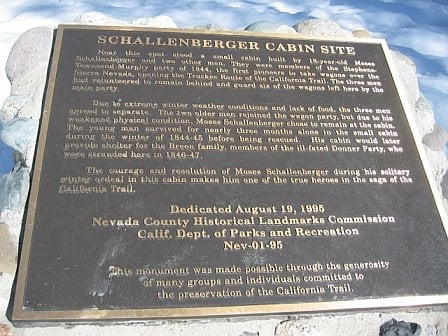 SCHALLENBERGER CABIN SITE
Near this spot stood a small cabin built by 18-year-old Moses
Schallenberger and two other men. They were members of the Stephens-
Townsend-Murphy party of 1844, the first pioneers to take wagons over the
Sierra Nevada, opening the Truckee Route of the California Trail. The three men
had volunteered to remain behind and guard six of the wagons left here by the
main party.
Due to extreme winter weather conditions and lack of food, the three men
agreed to separate. The two older men rejoined the wagon party, but due to his
weakened physical condition, Moses Schallenberger chose to remain at the cabin.
The young man survived for nearly three months alone in the small cabin
during the winter of 1844-45 before being rescued. His cabin would later
provide shelter for the Breen family, members of the ill-fated Donner Party, who
were stranded here in 1846-47.
The courage and resolution of Moses Schallenberger during his solitary
winter ordeal in this cabin makes him one of the true heroes in the saga of the
California Trail.
Dedicated August 19, 1995
Nevada County Historical Landmarks Commission
Calif. Dept. of Parks and Recreation
Nev-01-95
This monument was made possible through the generosity
of many groups and individuals committed to
the preservation of the California Trail.